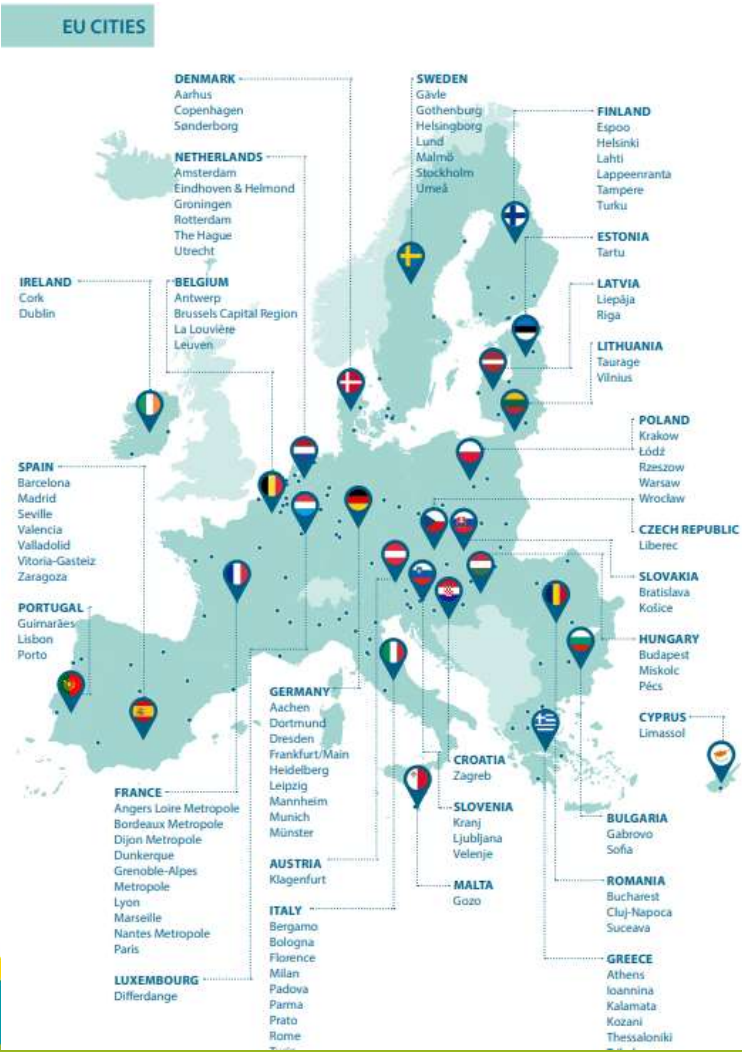 EU CITIES
DENMARK
Aarhus
Copenhagen
Sønderborg
SWEDEN
Gävle
Gothenburg
Helsingborg
Lund
Malmö
Stockholm
Umeå
FINLAND
Espoo
Helsinki
Lahti
Lappeenranta
Tampere
Turku
NETHERLANDS
Amsterdam
Eindhoven & Helmond
Groningen
Rotterdam
The Hague
Utrecht
ESTONIA
Tartu
IRELAND
Cork
Dublin
BELGIUM
Antwerp
Brussels Capital Region
La Louvière
Leuven
LATVIA
Liepāja
Riga
LITHUANIA
Taurage
Vilnius
POLAND
Krakow
Łódź
Rzeszow
Warsaw
Wrocław
SPAIN
Barcelona
Madrid
Seville
Valencia
Valladolid
Vitoria-Gasteiz
Zaragoza
CZECH REPUBLIC
Liberec
SLOVAKIA
Bratislava
Košice
PORTUGAL
Guimarães
Lisbon
Porto
HUNGARY
Budapest
Miskolc
Pécs
GERMANY
Aachen
Dortmund
Dresden
Frankfurt/Main
Heidelberg
Leipzig
Mannheim
Munich
Münster
CYPRUS
Limassol
CROATIA
Zagreb
FRANCE
Angers Loire Metropole
Bordeaux Metropole
Dijon Metropole
Dunkerque
Grenoble-Alpes
Metropole
Lyon
Marseille
Nantes Metropole
Paris
SLOVENIA
Kranj
Ljubljana
Velenje
BULGARIA
Gabrovo
Sofia
AUSTRIA
Klagenfurt
MALTA
Gozo
ROMANIA
Bucharest
Cluj-Napoca
Suceava
ITALY
Bergamo
Bologna
Florence
Milan
Padova
Parma
Prato
Rome
LUXEMBOURG
Differdange
GREECE
Athens
Ioannina
Kalamata
Kozani
Thessaloniki